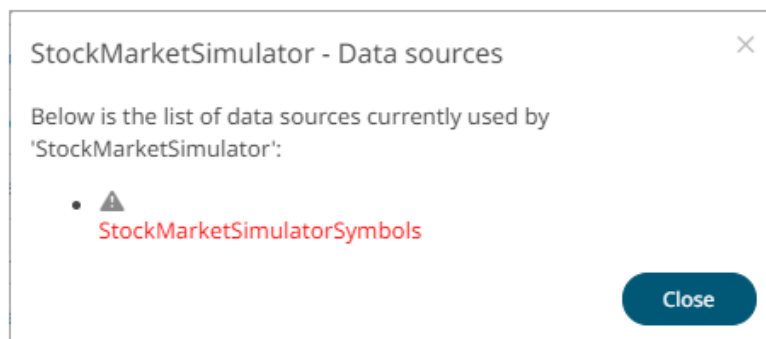 StockMarketSimulator - Data sources
Below is the list of data sources currently used by
'StockMarketSimulator':
StockMarketSimulatorSymbols
Close